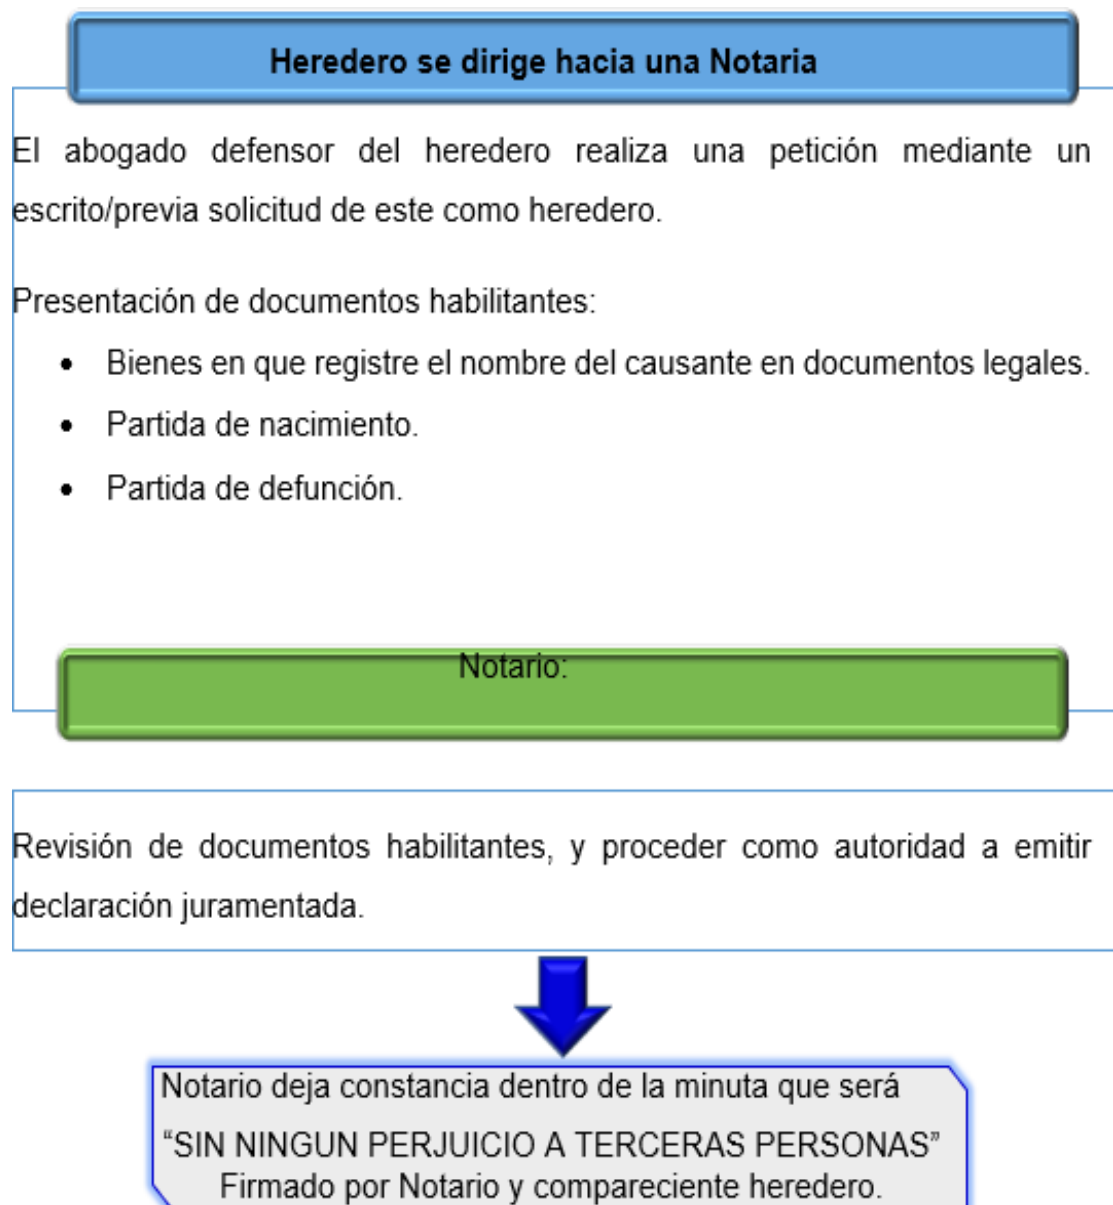 Heredero se dirige hacia una Notaria
El abogado defensor del heredero realiza una petición mediante un
escrito/previa solicitud de este como heredero.
Presentación de documentos habilitantes:
• Bienes en que registre el nombre del causante en documentos legales.
• Partida de nacimiento.
• Partida de defunción.
Notario:
Revisión de documentos habilitantes, y proceder como autoridad a emitir
declaración juramentada.
Notario deja constancia dentro de la minuta que será
“SIN NINGUN PERJUICIO A TERCERAS PERSONAS”
Firmado por Notario y compareciente heredero.